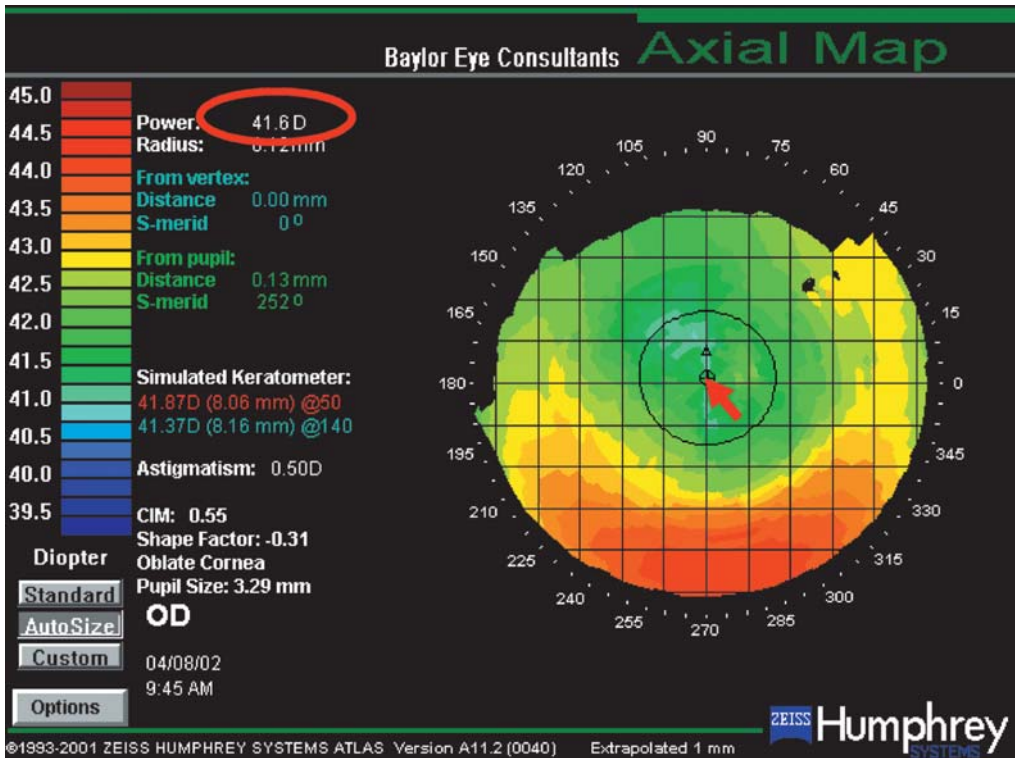 Baylor Eye Consultants Axial Map
45.0
44.5
44.0
43.5
43.0
42.5
42.0
41.5
41.0
40.5
40.0
39.5
Diopter
Standard
AutoSize
Custom
Options
Power: 41.6 D
Radius: 8.12 mm
From vertex:
Distance 0.00 mm
S-merid 0º
From pupil:
Distance 0.13 mm
S-merid 252º
Simulated Keratometer:
41.87D (8.06 mm) @50
41.37D (8.16 mm) @140
Astigmatism: 0.50D
CIM: 0.55
Shape Factor: -0.31
Oblate Cornea
Pupil Size: 3.29 mm
OD
04/08/02
9:45 AM
90
105
75
120
60
135
45
150
30
165
15
180
0
195
345
210
330
225
315
240
300
255
285
270
ZEISS Humphrey
SYSTEMS
©1993-2001 ZEISS HUMPHREY SYSTEMS ATLAS Version A11.2 (0040) Extrapolated 1 mm